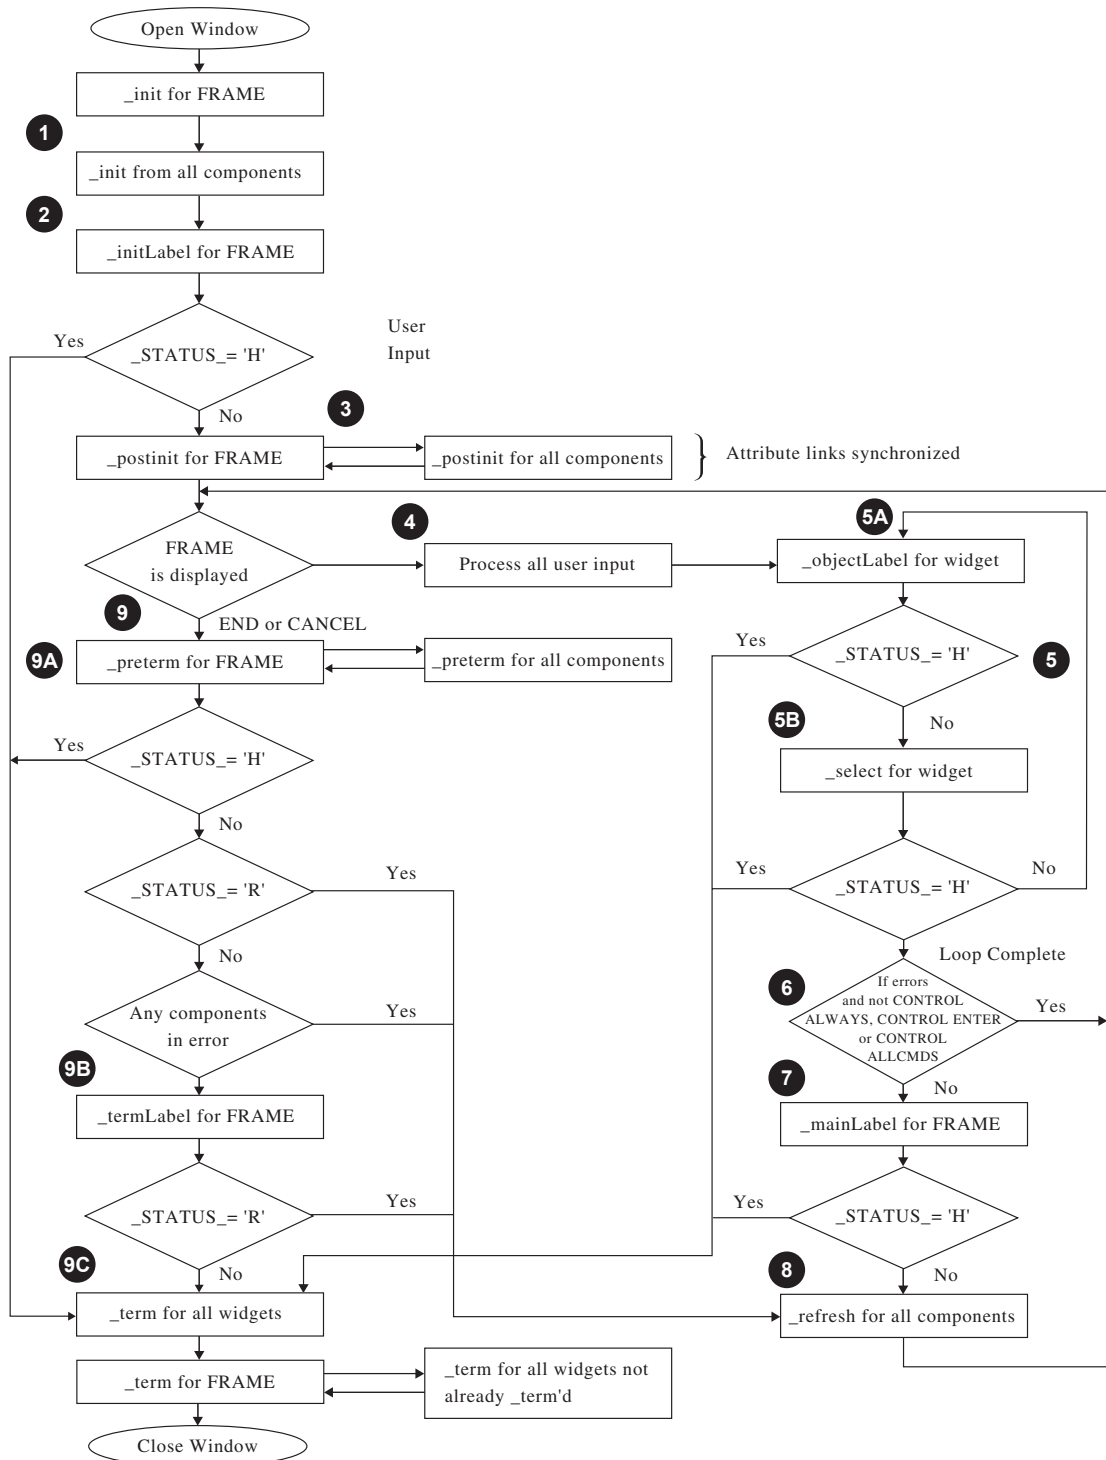 Open Window
_init for FRAME
1
_init from all components
2
_initLabel for FRAME
Yes
_STATUS_= 'H'
User
Input
No
3
_postinit for FRAME
_postinit for all components
Attribute links synchronized
4
5A
FRAME
is displayed
Process all user input
_objectLabel for widget
9
END or CANCEL
9A
_preterm for FRAME
_preterm for all components
Yes
_STATUS_= 'H'
5
5B
No
Yes
_STATUS_= 'H'
_select for widget
No
_STATUS_= 'R'
Yes
Yes
_STATUS_= 'H'
No
No
Loop Complete
6
If errors
and not CONTROL
ALWAYS, CONTROL ENTER
or CONTROL
ALLCMDS
Yes
Any components
in error
Yes
9B
7
No
_termLabel for FRAME
_mainLabel for FRAME
_STATUS_= 'R'
Yes
Yes
_STATUS_= 'H'
9C
No
8
No
_term for all widgets
_refresh for all components
_term for FRAME
_term for all widgets not
already _term'd
Close Window